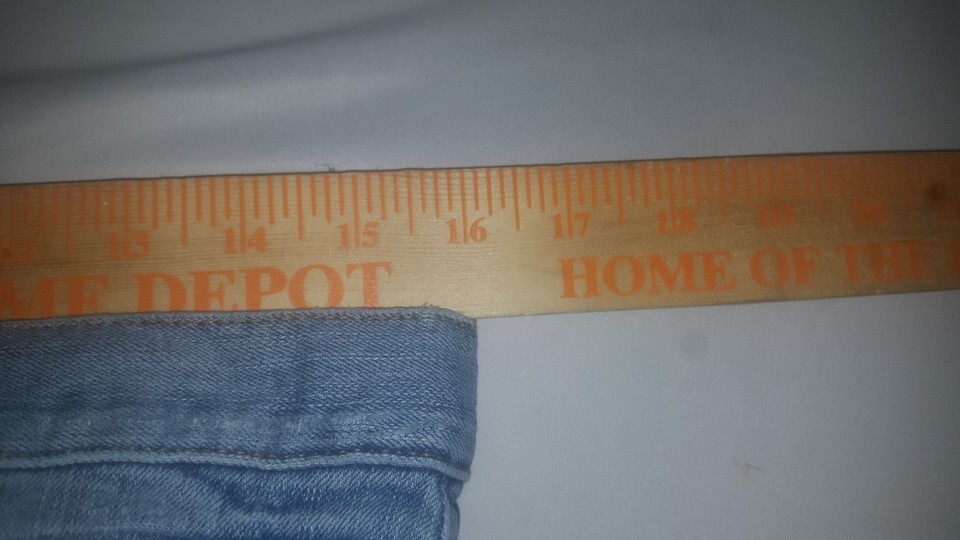 13 14 15 16 17 18 19 20
ME DEPOT HOME OF THE